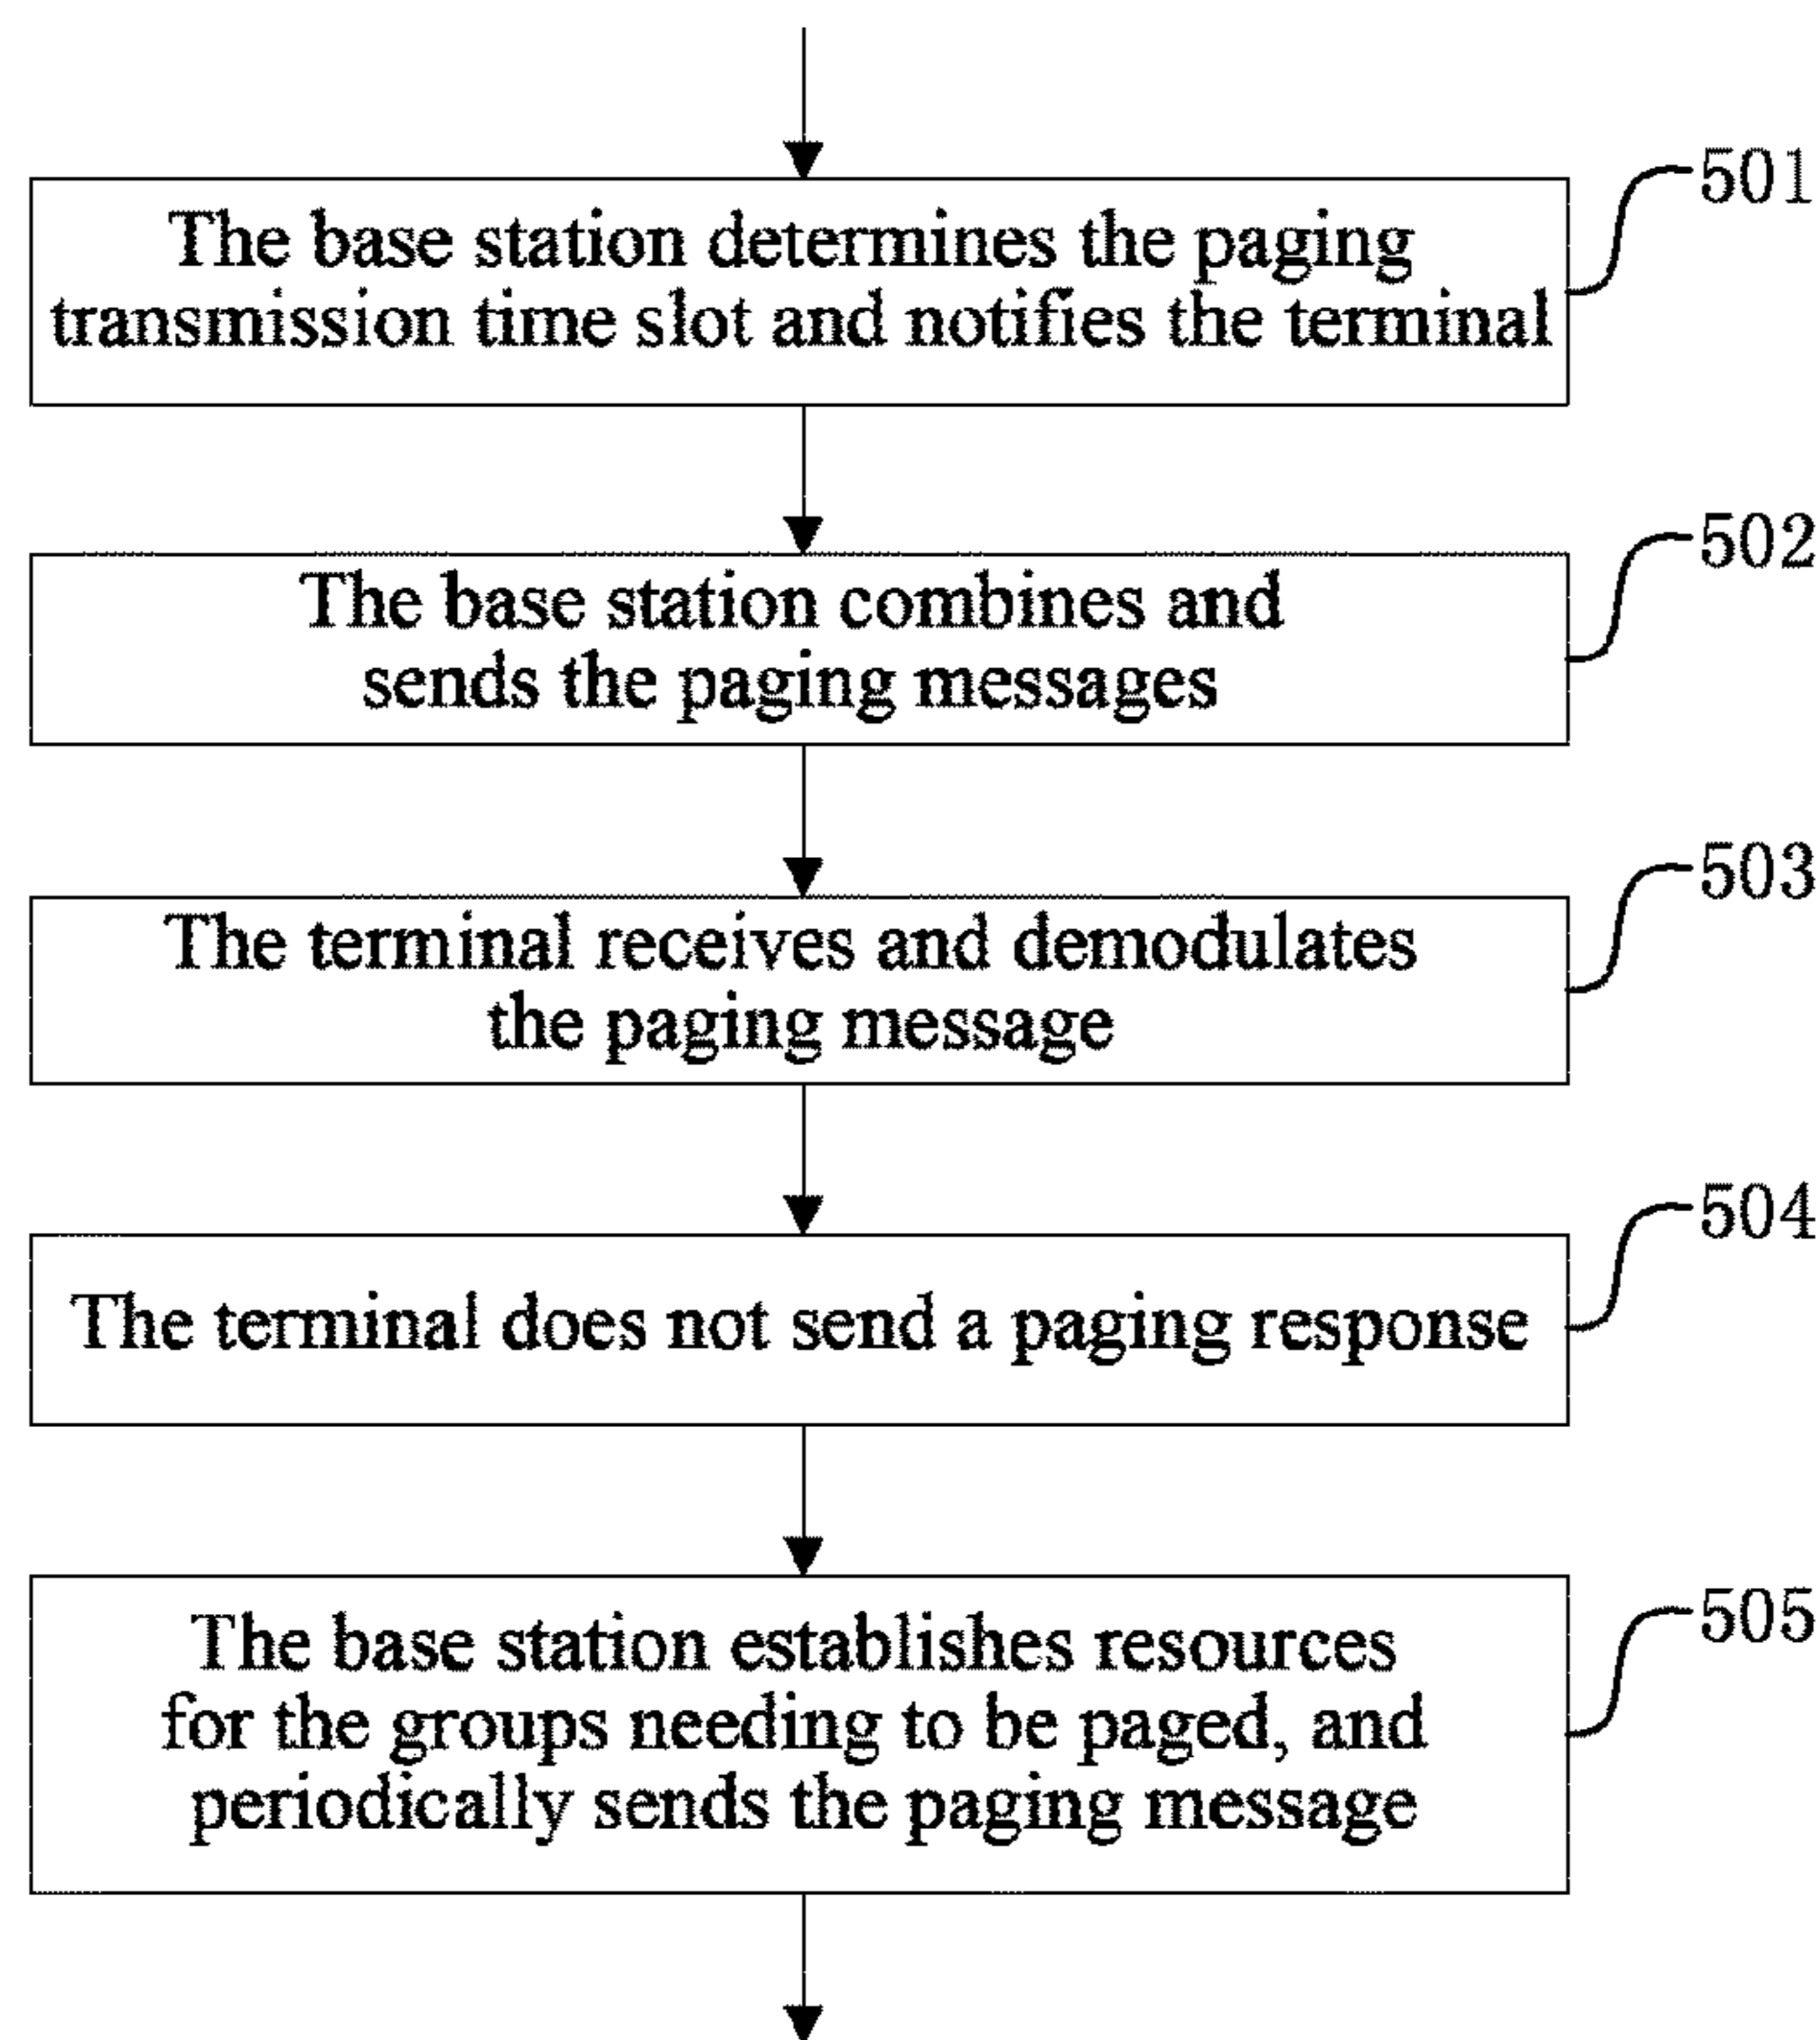 501
The base station determines the paging
transmission time slot and notifies the terminal
502
The base station combines and
sends the paging messages
503
The terminal receives and demodulates
the paging message
504
The terminal does not send a paging response
505
The base station establishes resources
for the groups needing to be paged, and
periodically sends the paging message